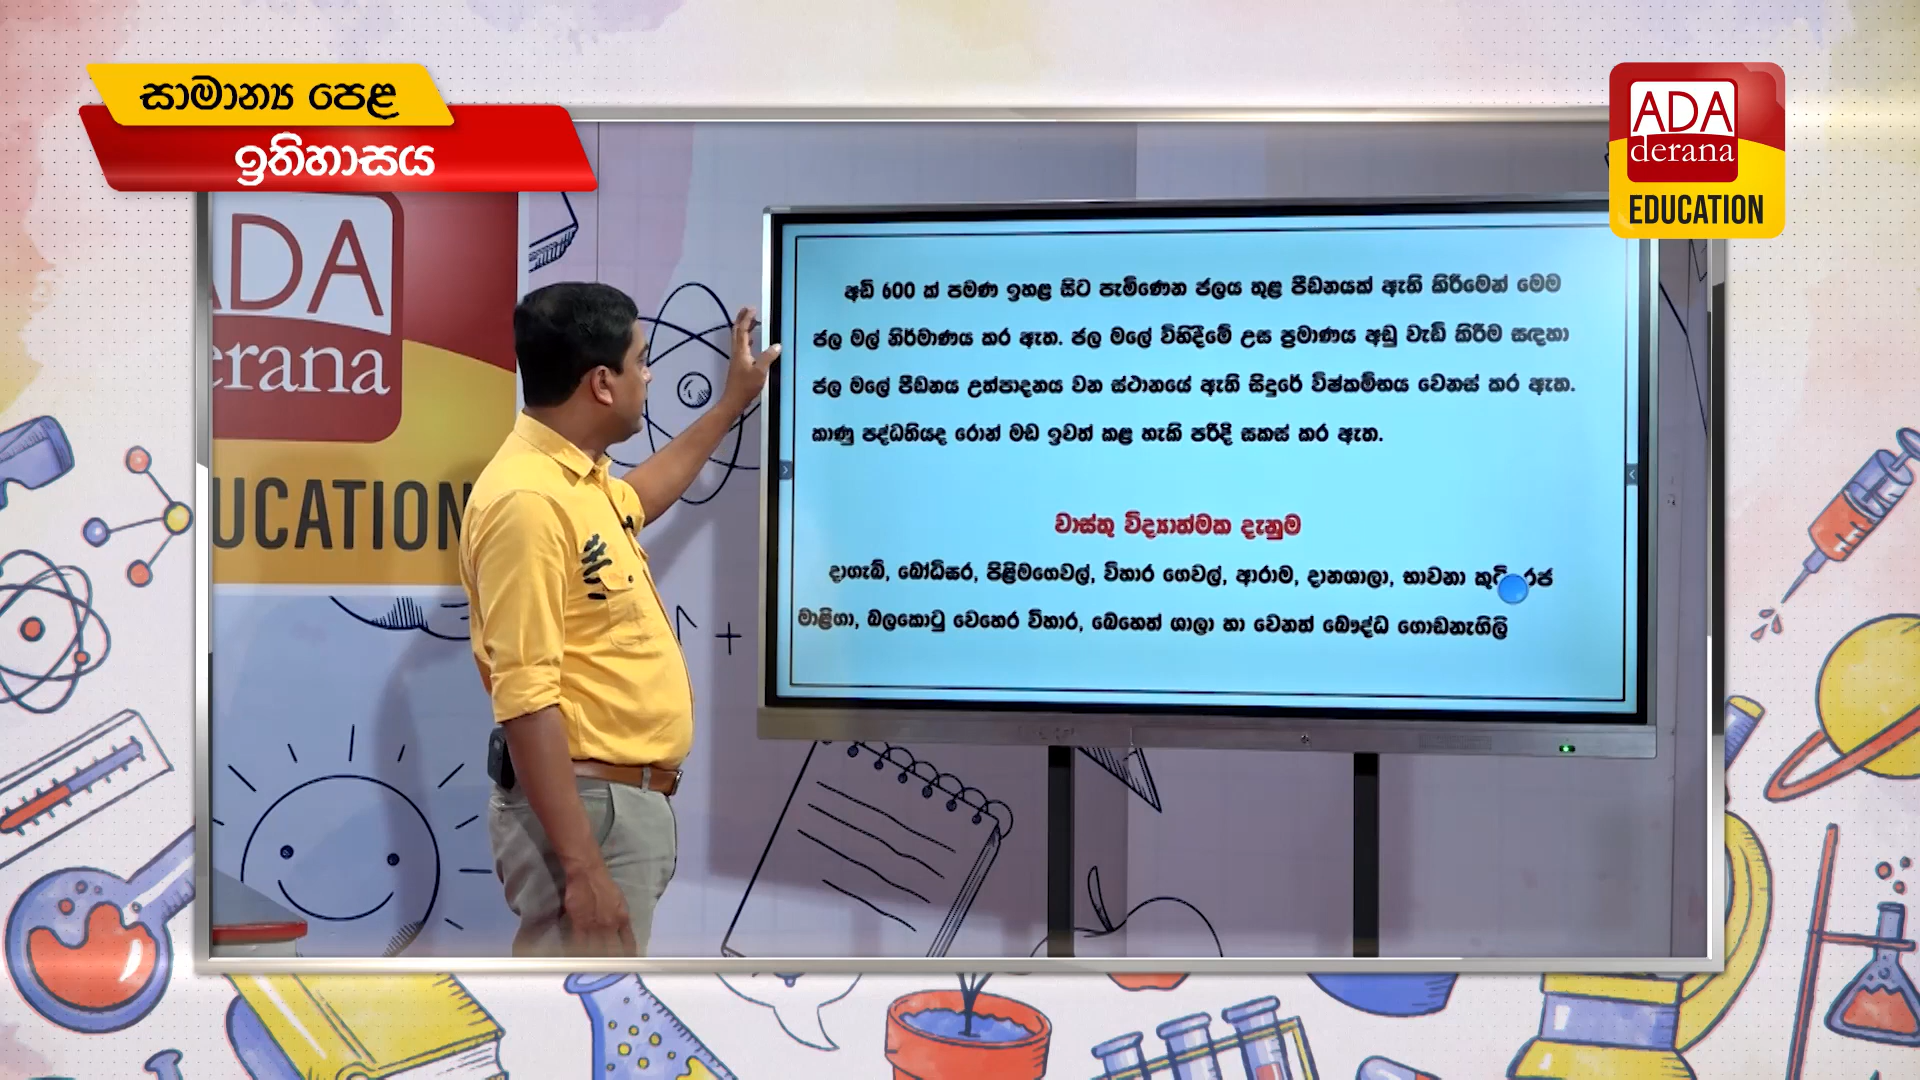 සාමාන්‍ය පෙළ
ඉතිහාසය
ADA
derana
EDUCATION
DA
erana
UCATION
අඩි 600 ක් පමණ ඉහළ සිට පැමිණෙන ජලය තුළ පීඩනයක් ඇති කිරීමෙන් මෙම
ජල මල් නිර්මාණය කර ඇත. ජල මලේ විහිදීමේ උස ප්‍රමාණය අඩු වැඩි කිරීම සඳහා
ජල මලේ පීඩනය උත්පාදනය වන ස්ථානයේ ඇති සිදුරේ විෂ්කම්භය වෙනස් කර ඇත.
කාණු පද්ධතියද රොන් මඩ ඉවත් කළ හැකි පරිදි සකස් කර ඇත.
වාස්තු විද්‍යාත්මක දැනුම
දාගැබ්, බෝධිඝර, පිළිමගෙවල්, විහාර ගෙවල්, ආරාම, දානශාලා, භාවනා
මාළිගා, බලකොටු වෙහෙර විහාර, බෙහෙත් ශාලා හා වෙනත් බෞද්ධ ගොඩනැගිලි